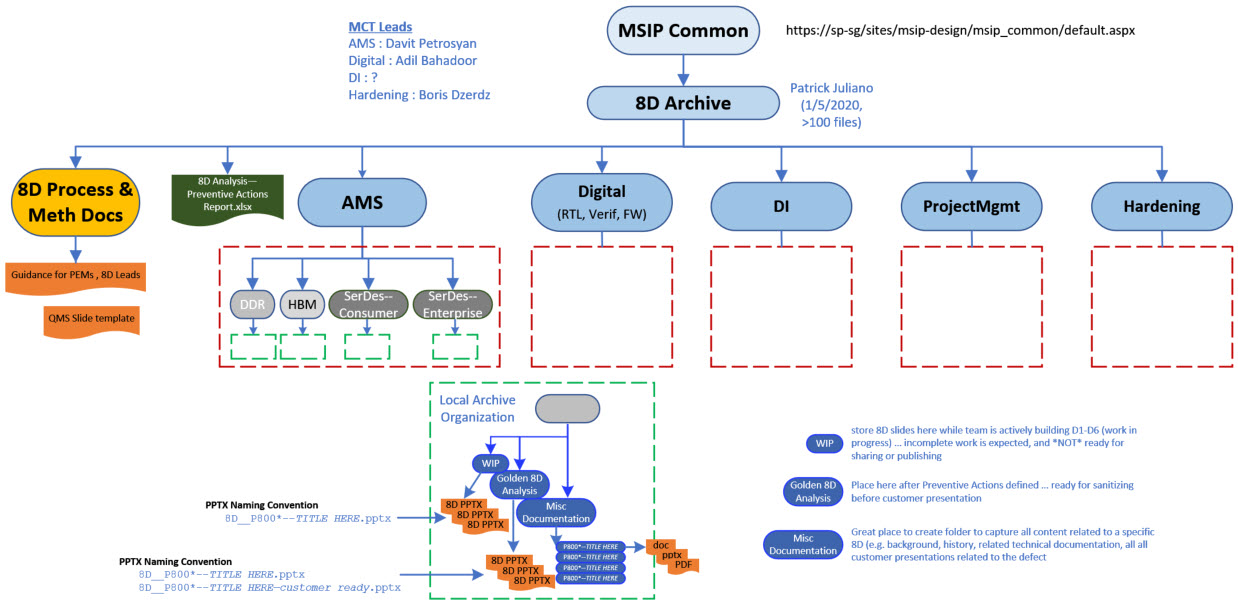 MCT Leads
AMS : Davit Petrosyan
Digital : Adil Bahadoor
DI : ?
Hardening : Boris Dzerdz
MSIP Common
https://sp-sg/sites/msip-design/msip_common/default.aspx
8D Archive
Patrick Juliano
(1/5/2020,
>100 files)
8D Process &
Meth Docs
8D Analysis—
Preventive Actions
Report.xlsx
AMS
Digital
(RTL, Verif, FW)
DI
ProjectMgmt
Hardening
Guidance for PEMs , 8D Leads
QMS Slide template
DDR
HBM
SerDes--
Consumer
SerDes--
Enterprise
Local Archive
Organization
WIP
Golden 8D
Analysis
Misc
Documentation
8D PPTX
8D PPTX
8D PPTX
PPTX Naming Convention
8D__P800*--TITLE HERE.pptx
P800*--TITLE HERE
P800*--TITLE HERE
P800*--TITLE HERE
P800*--TITLE HERE
doc
pptx
PDF
8D PPTX
8D PPTX
8D PPTX
PPTX Naming Convention
8D__P800*--TITLE HERE.pptx
8D__P800*--TITLE HERE-customer ready.pptx
WIP
store 8D slides here while team is actively building D1-D6 (work in
progress) … incomplete work is expected, and *NOT* ready for
sharing or publishing
Golden 8D
Analysis
Place here after Preventive Actions defined … ready for sanitizing
before customer presentation
Misc
Documentation
Great place to create folder to capture all content related to a specific
8D (e.g. background, history, related technical documentation, all all
customer presentations related to the defect